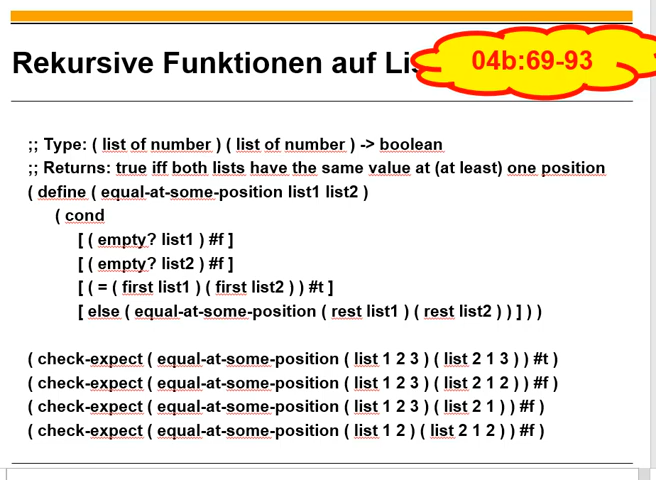 Rekursive Funktionen auf Lis
04b:69-93
;; Type: ( list of number ) ( list of number ) -> boolean
;; Returns: true iff both lists have the same value at (at least) one position
( define ( equal-at-some-position list1 list2 )
( cond
[ ( empty? list1 ) #f ]
[ ( empty? list2 ) #f ]
[ ( = ( first list1 ) ( first list2 ) ) #t ]
[ else ( equal-at-some-position ( rest list1 ) ( rest list2 ) ) ] ) )
( check-expect ( equal-at-some-position ( list 1 2 3 ) ( list 2 1 3 ) ) #t )
( check-expect ( equal-at-some-position ( list 1 2 3 ) ( list 2 1 2 ) ) #f )
( check-expect ( equal-at-some-position ( list 1 2 3 ) ( list 2 1 ) ) #f )
( check-expect ( equal-at-some-position ( list 1 2 ) ( list 2 1 2 ) ) #f )